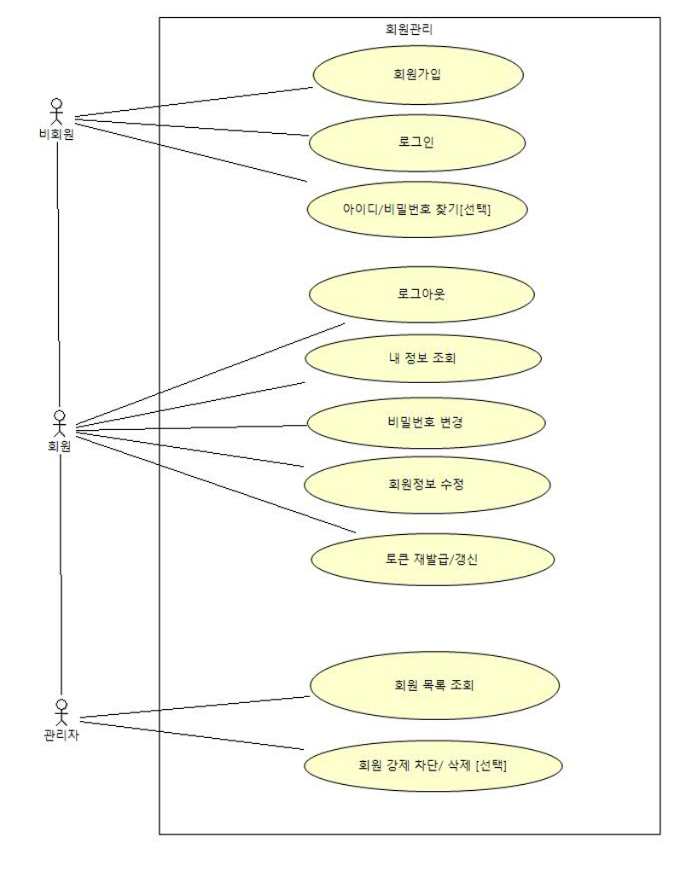 회원관리
회원가입
비회원
로그인
아이디/비밀번호 찾기[선택]
로그아웃
내 정보 조회
비밀번호 변경
회원
회원정보 수정
토큰 재발급/갱신
회원 목록 조회
관리자
회원 강제 차단/ 삭제 [선택]